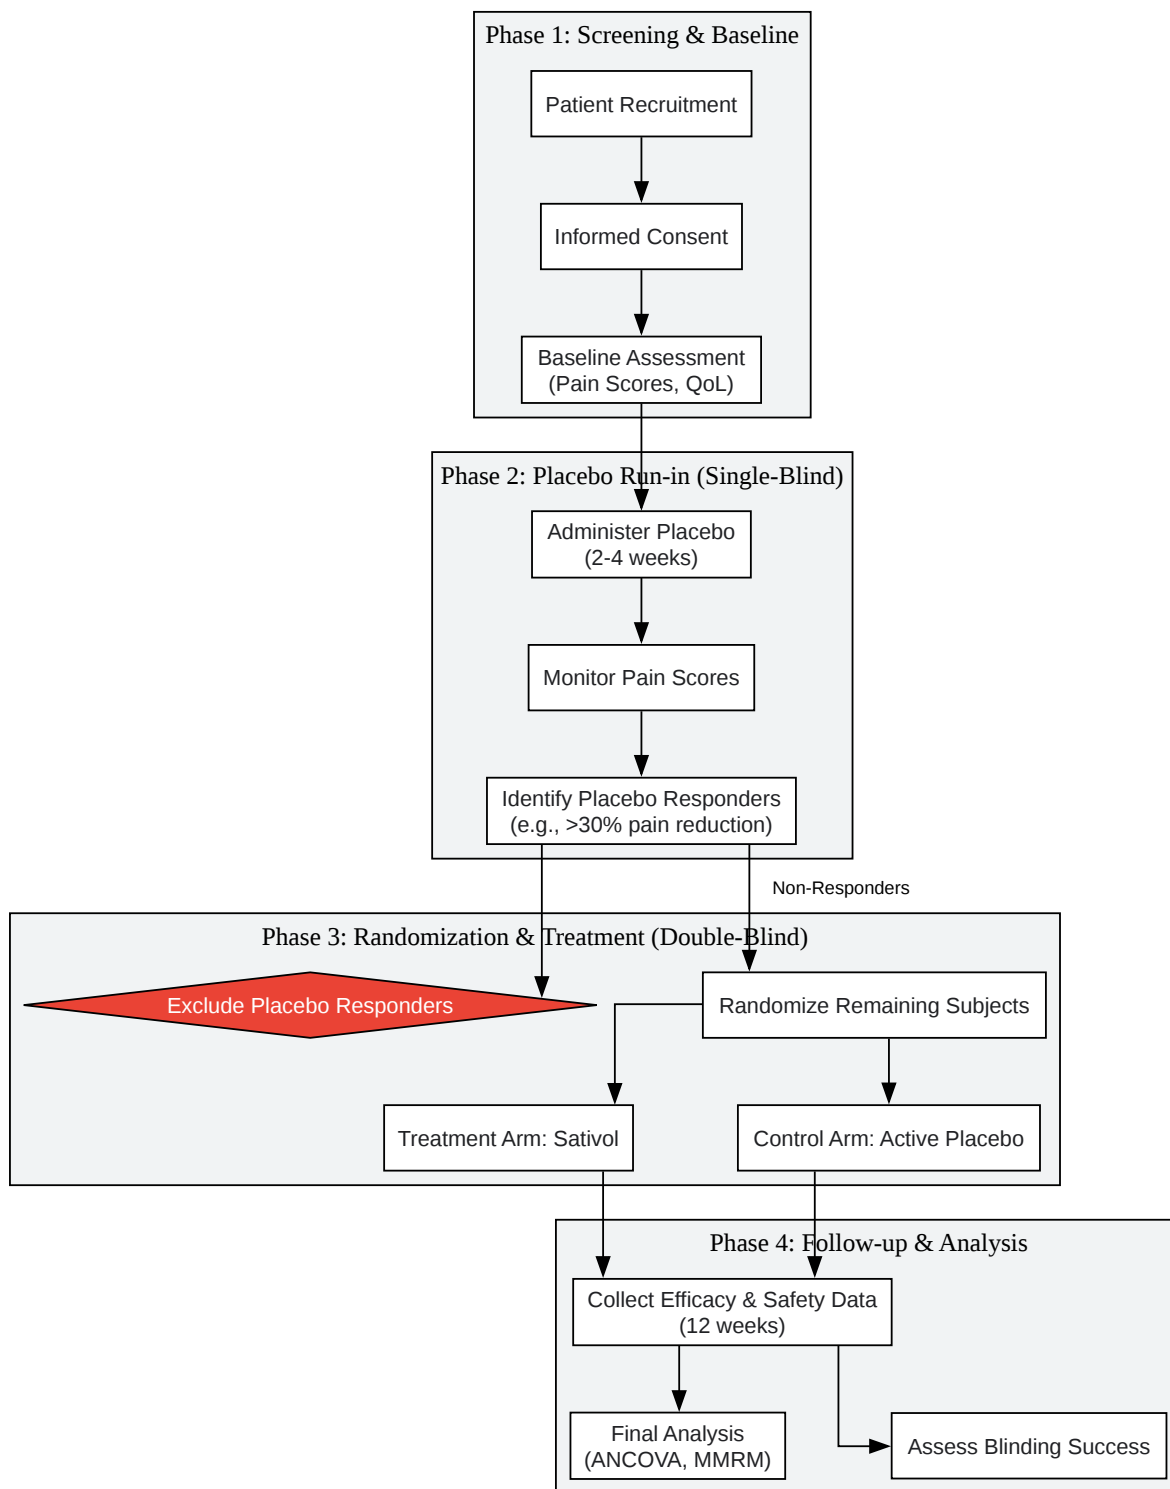 Phase 1: Screening & Baseline
Patient Recruitment
Informed Consent
Baseline Assessment
(Pain Scores, QoL)
Phase 2: Placebo Run-in (Single-Blind)
Administer Placebo
(2-4 weeks)
Monitor Pain Scores
Identify Placebo Responders
(e.g., >30% pain reduction)
Non-Responders
Phase 3: Randomization & Treatment (Double-Blind)
Exclude Placebo Responders
Randomize Remaining Subjects
Treatment Arm: Sativol
Control Arm: Active Placebo
Phase 4: Follow-up & Analysis
Collect Efficacy & Safety Data
(12 weeks)
Final Analysis
(ANCOVA, MMRM)
Assess Blinding Success